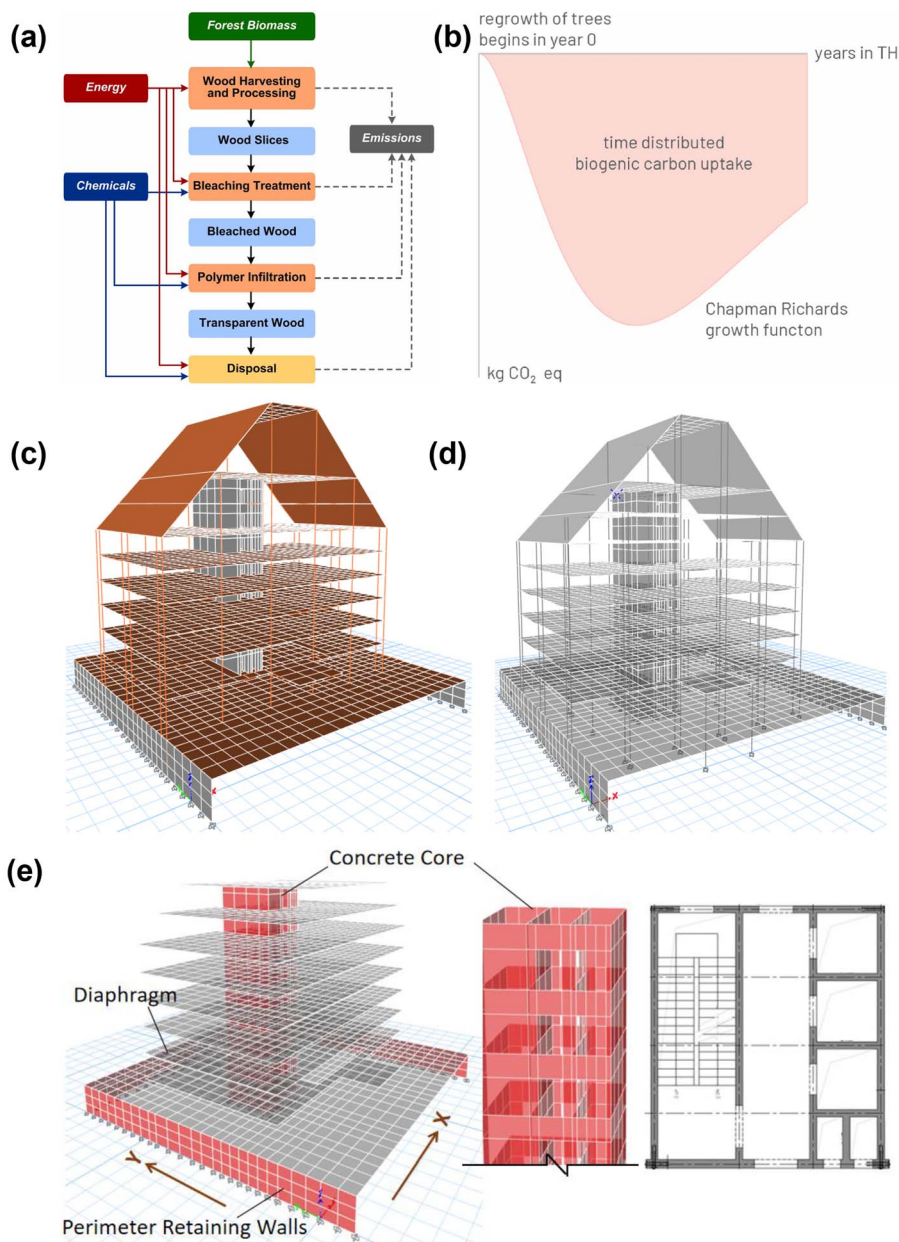 (a)
Forest Biomass
Energy
Wood Harvesting
and Processing
Wood Slices
Emissions
Chemicals
Bleaching Treatment
Bleached Wood
Polymer Infiltration
Transparent Wood
Disposal
(b)
regrowth of trees
begins in year 0
years in TH
time distributed
biogenic carbon uptake
Chapman Richards
growth functon
kg CO₂ eq
(c)
X
(d)
X
(e)
Concrete Core
Diaphragm
X
Y
Perimeter Retaining Walls